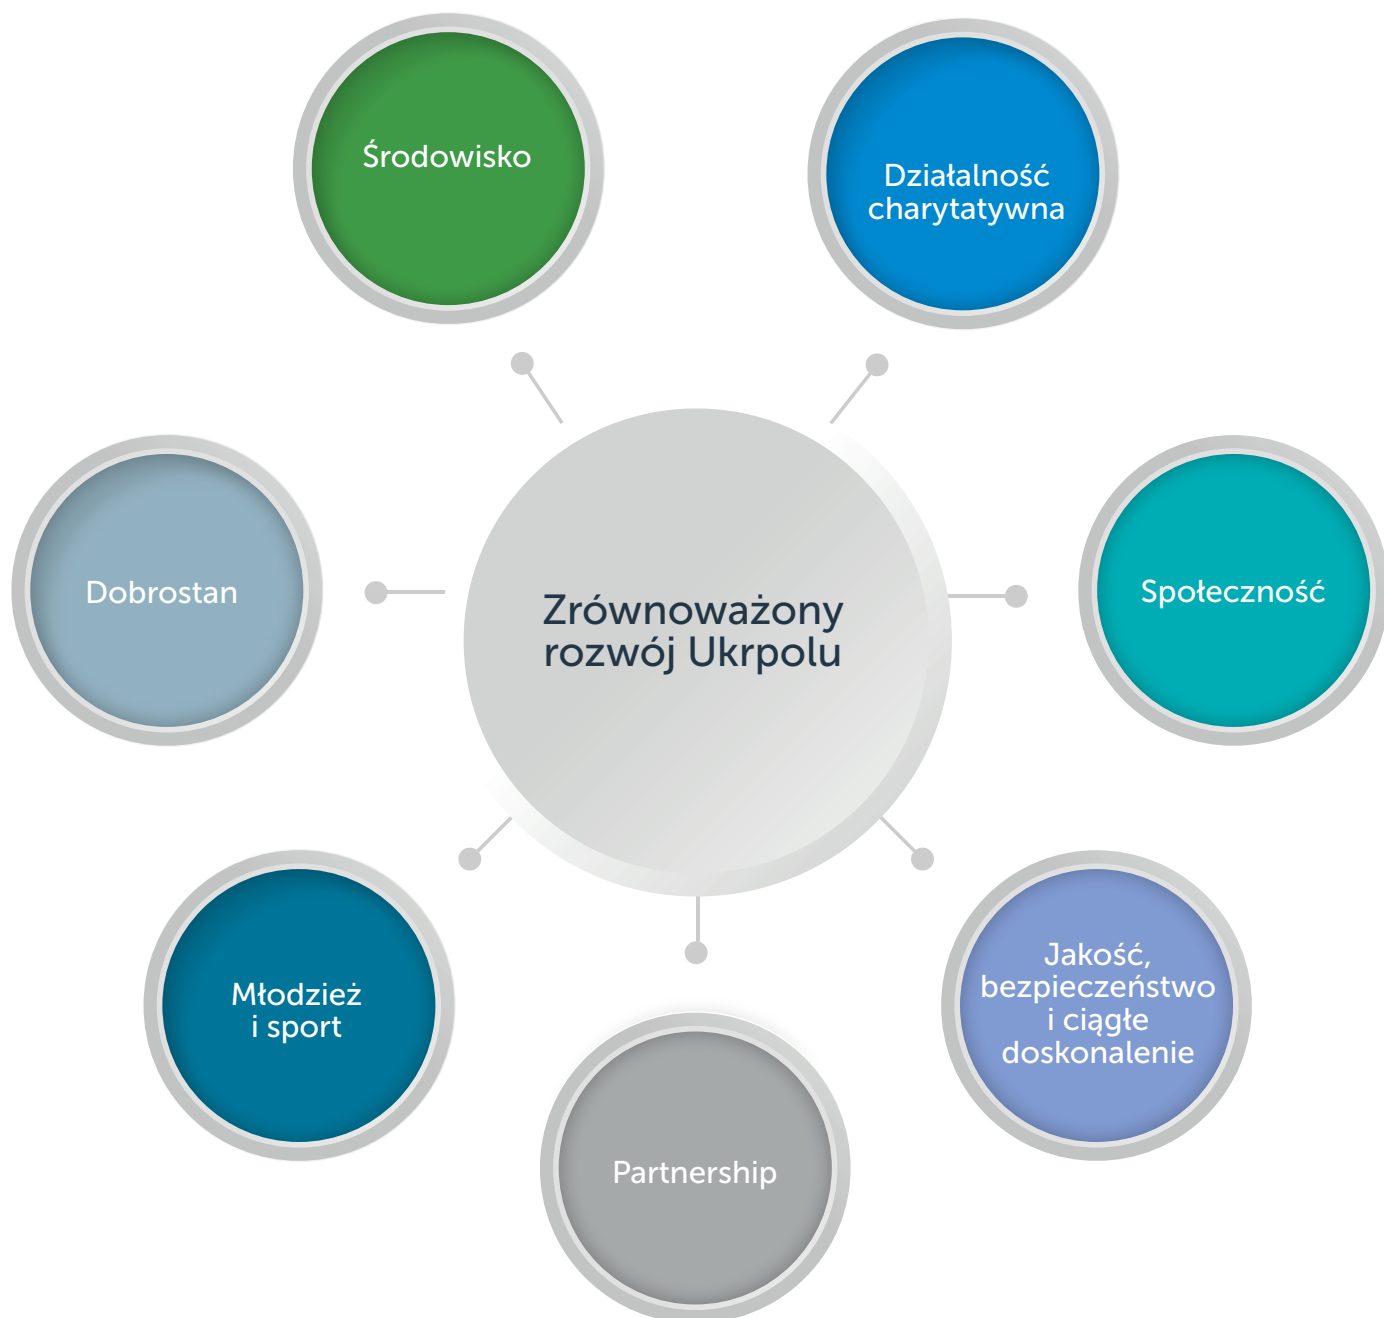 Środowisko
Działalność
charytatywna
Dobrostan
Zrównoważony
rozwój Ukrpolu
Społeczność
Młodzież
i sport
Jakość,
bezpieczeństwo
i ciągłe
doskonalenie
Partnership